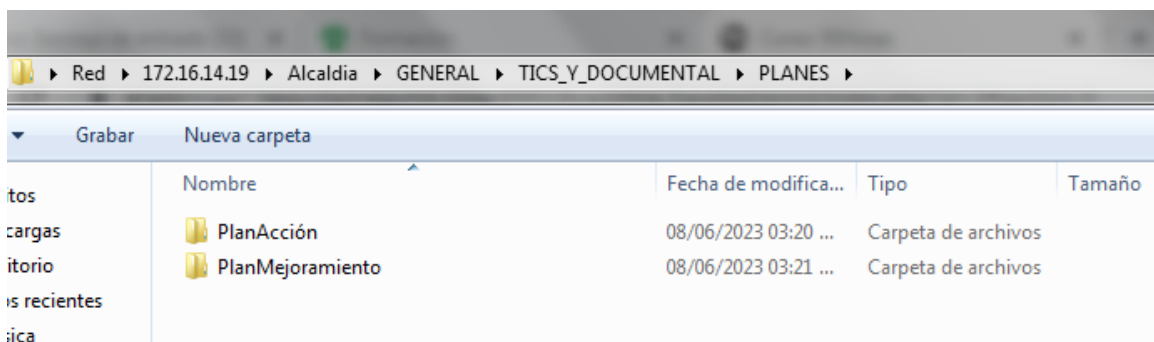 Red ▸ 172.16.14.19 ▸ Alcaldia ▸ GENERAL ▸ TICS_Y_DOCUMENTAL ▸ PLANES ▸
Grabar Nueva carpeta
itos Nombre Fecha de modifica... Tipo Tamaño
cargas PlanAcción 08/06/2023 03:20 ... Carpeta de archivos
itorio PlanMejoramiento 08/06/2023 03:21 ... Carpeta de archivos
os recientes
sica